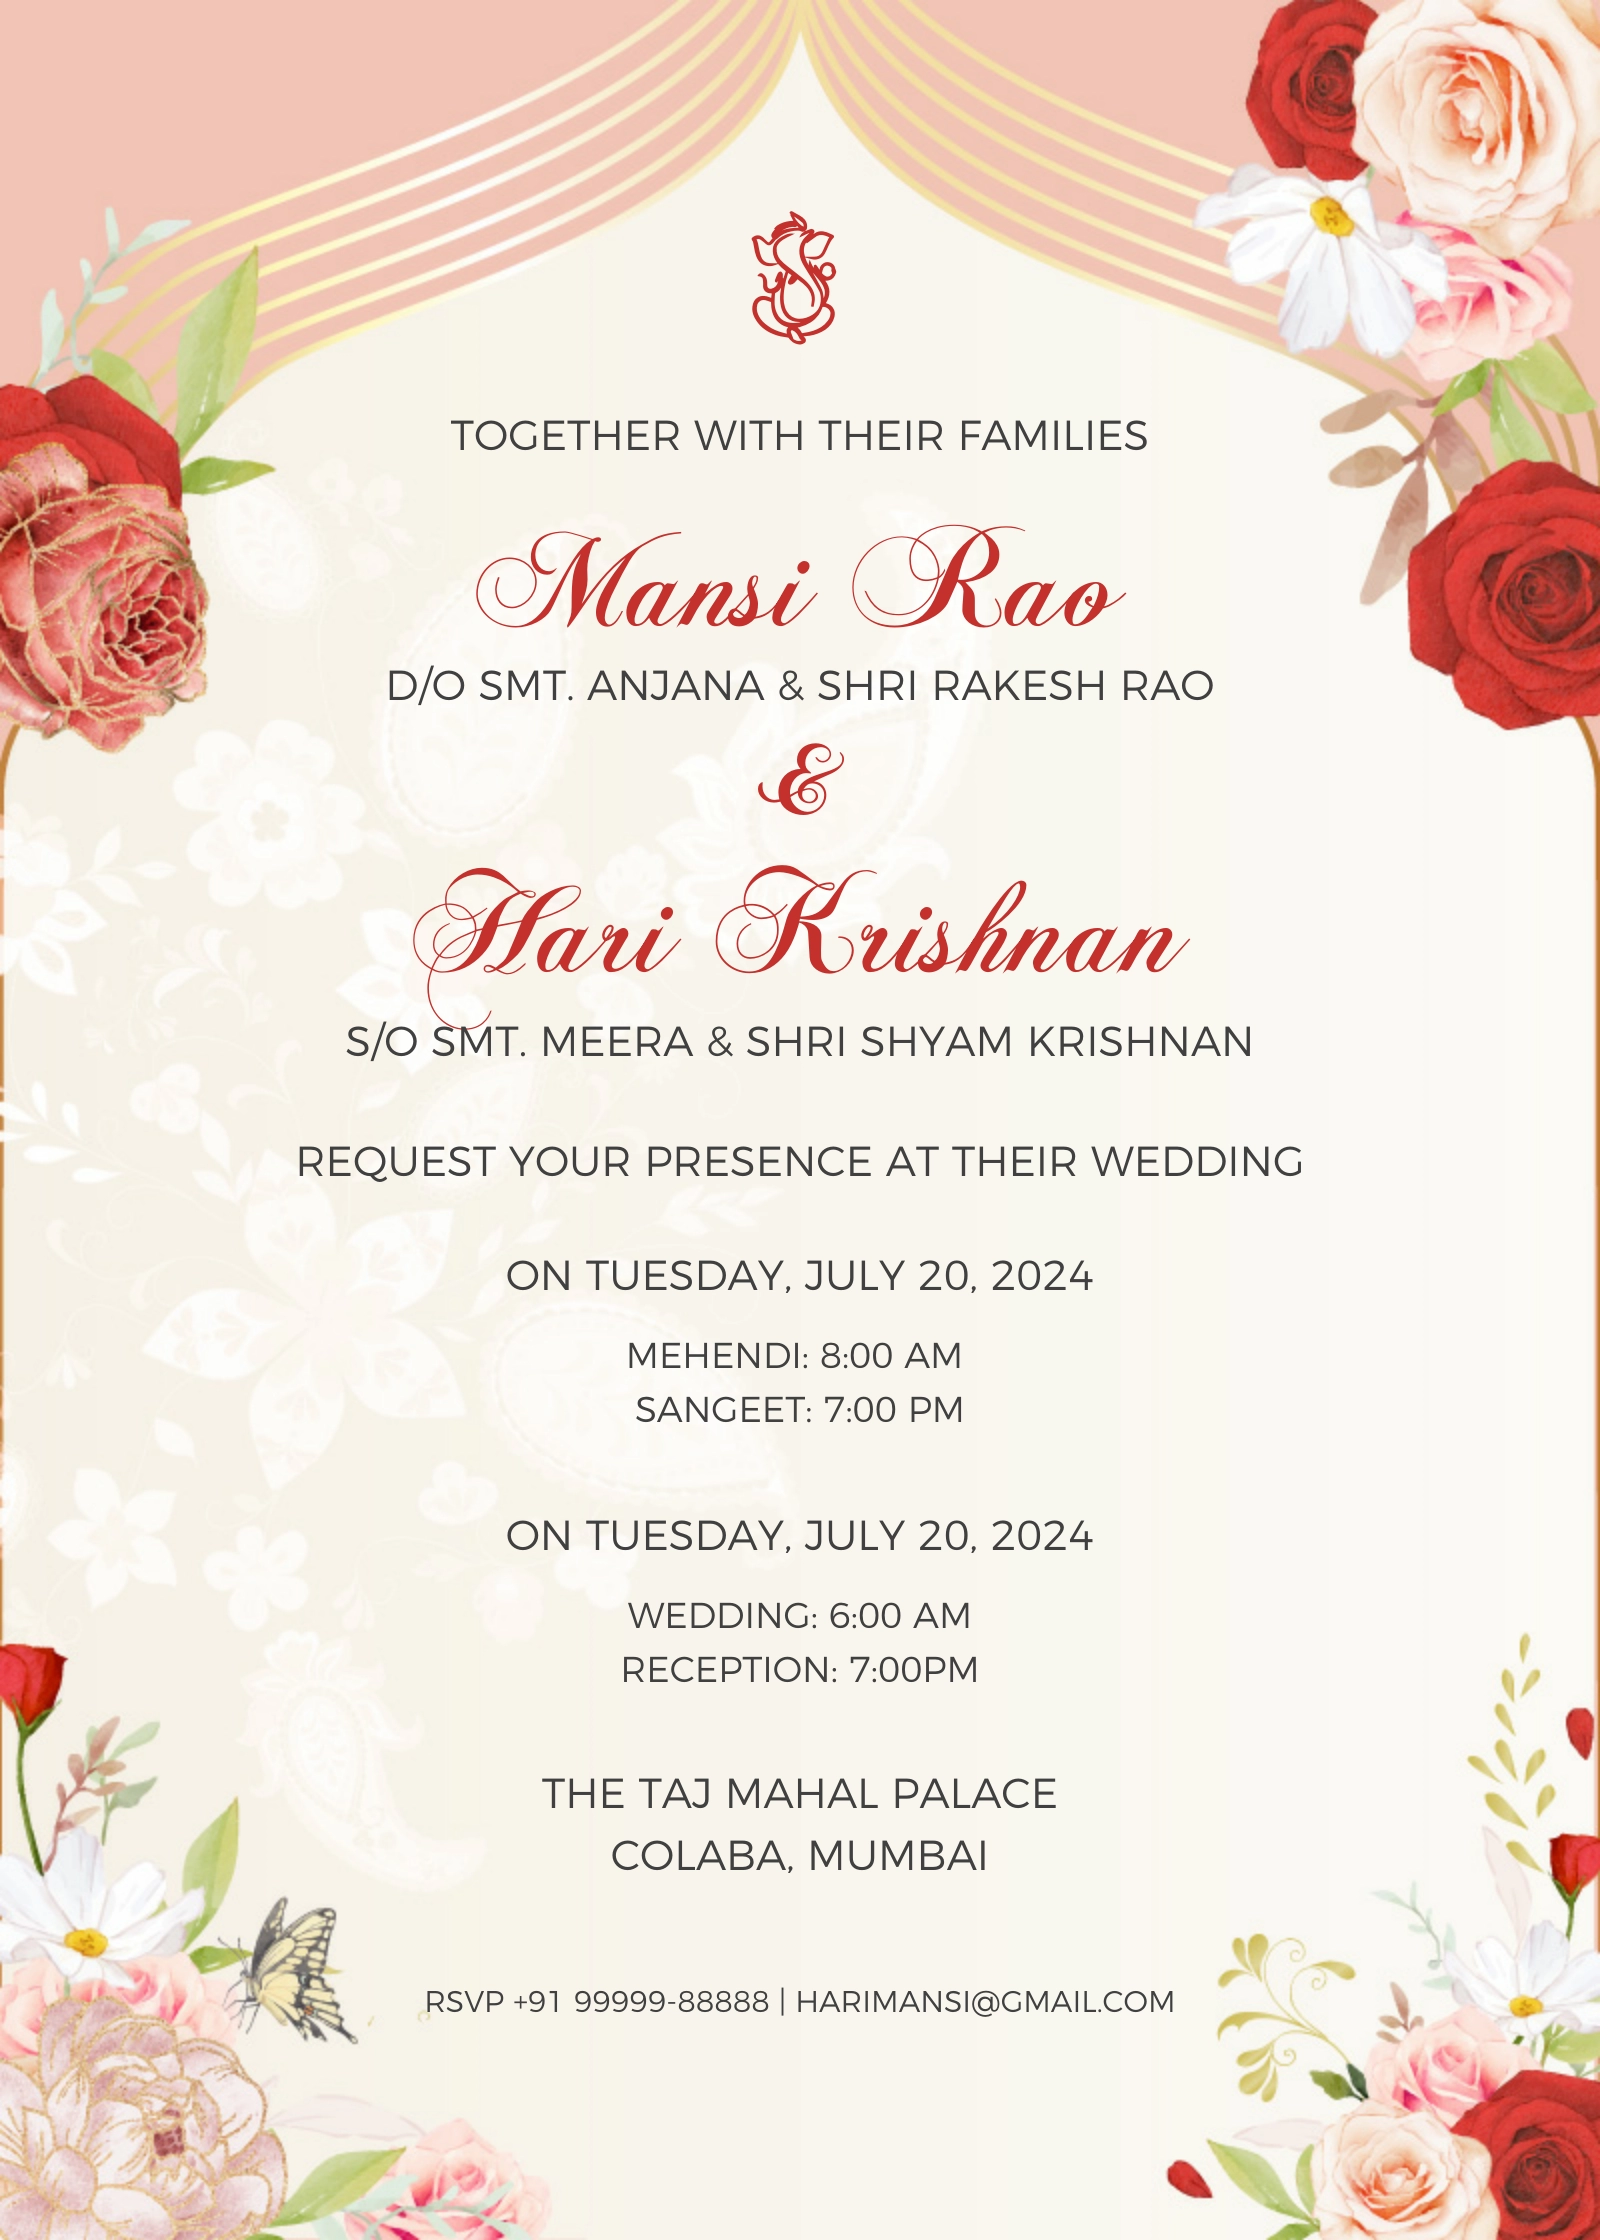 TOGETHER WITH THEIR FAMILIES
Mansi Rao
D/O SMT. ANJANA & SHRI RAKESH RAO
&
Hari Krishnan
S/O SMT. MEERA & SHRI SHYAM KRISHNAN
REQUEST YOUR PRESENCE AT THEIR WEDDING
ON TUESDAY, JULY 20, 2024
MEHENDI: 8:00 AM
SANGEET: 7:00 PM
ON TUESDAY, JULY 20, 2024
WEDDING: 6:00 AM
RECEPTION: 7:00PM
THE TAJ MAHAL PALACE
COLABA, MUMBAI
RSVP +91 99999-88888 | HARIMANSI@GMAIL.COM